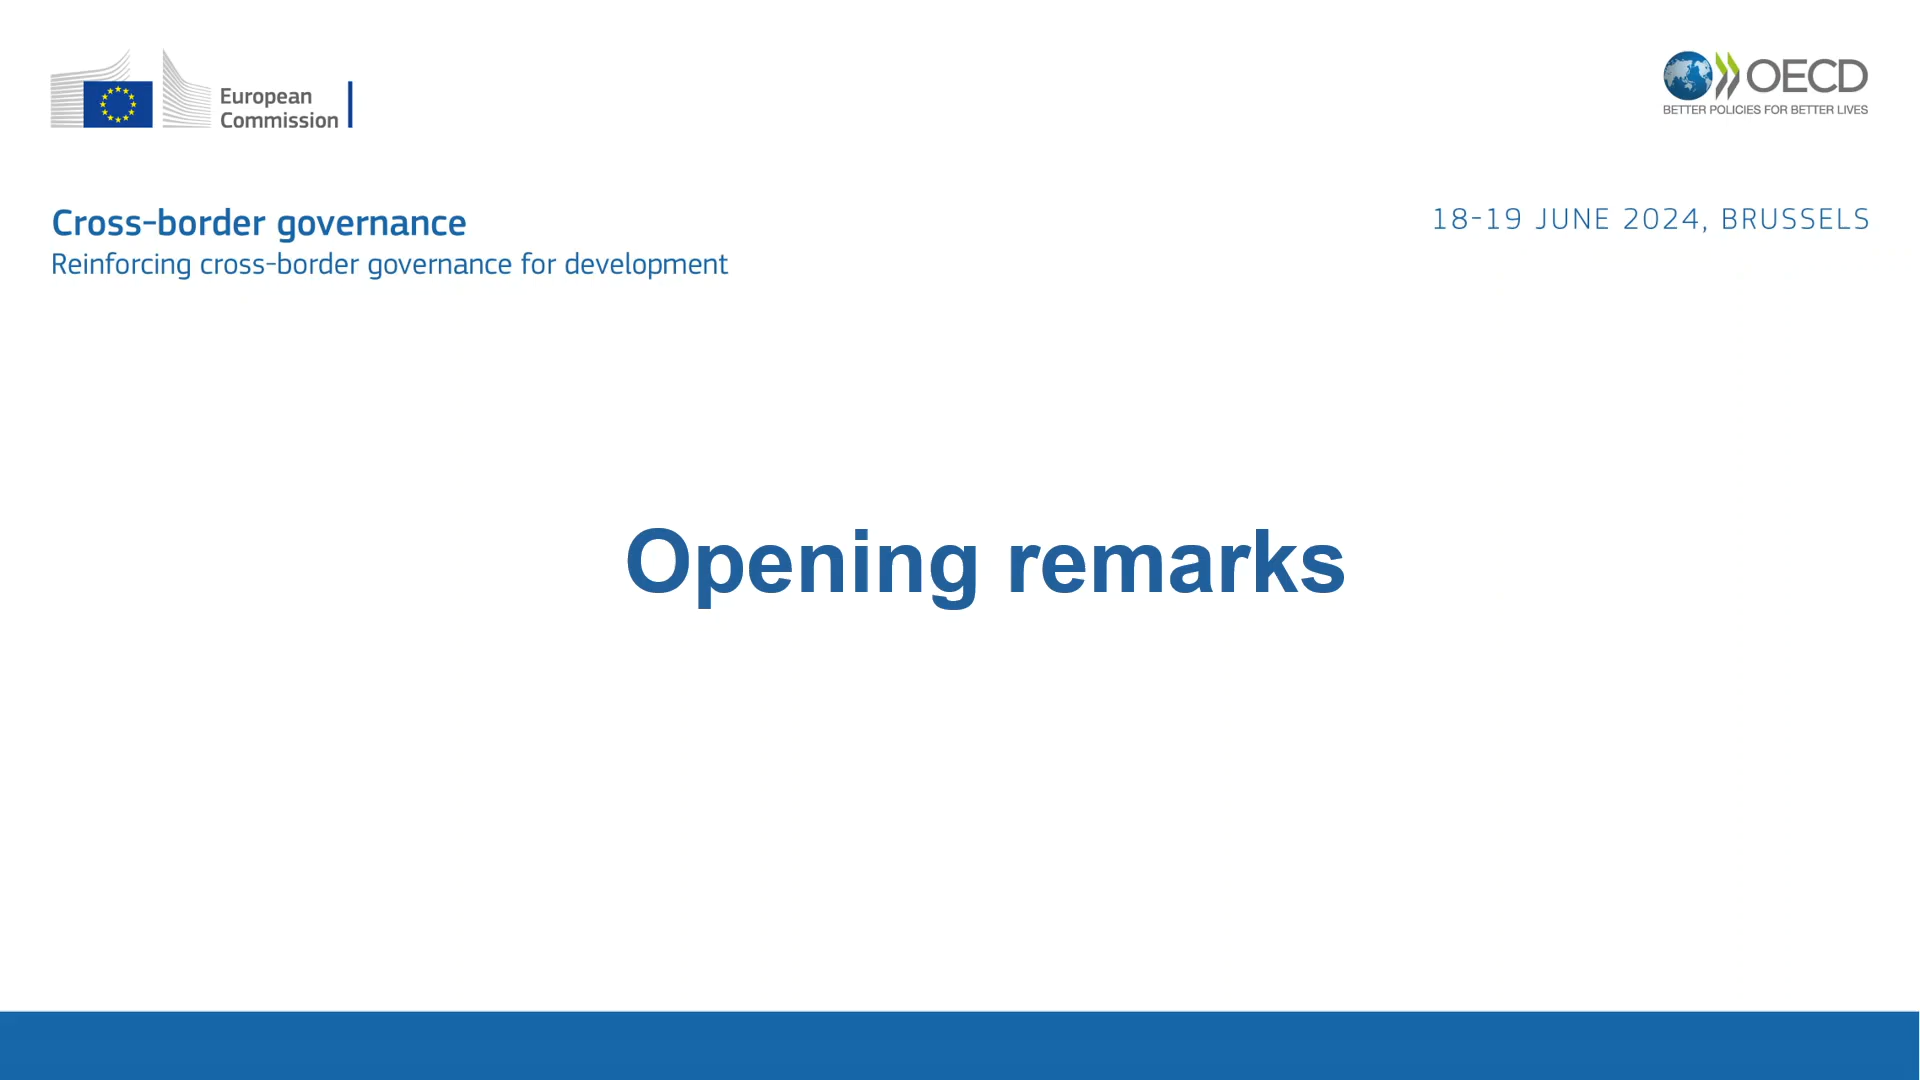 European
Commission
OECD
BETTER POLICIES FOR BETTER LIVES
Cross-border governance
Reinforcing cross-border governance for development
18-19 JUNE 2024, BRUSSELS
Opening remarks